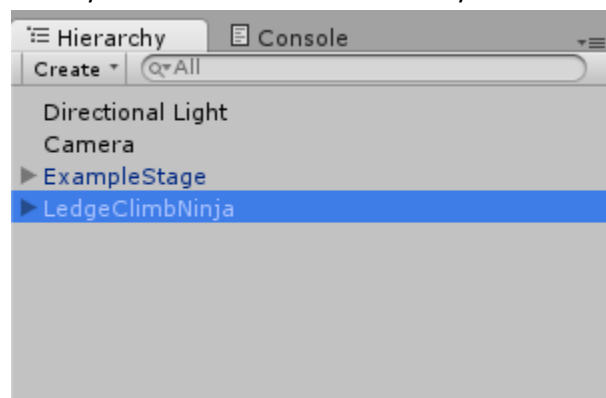 Hierarchy Console
Create All
Directional Light
Camera
ExampleStage
LedgeClimbNinja